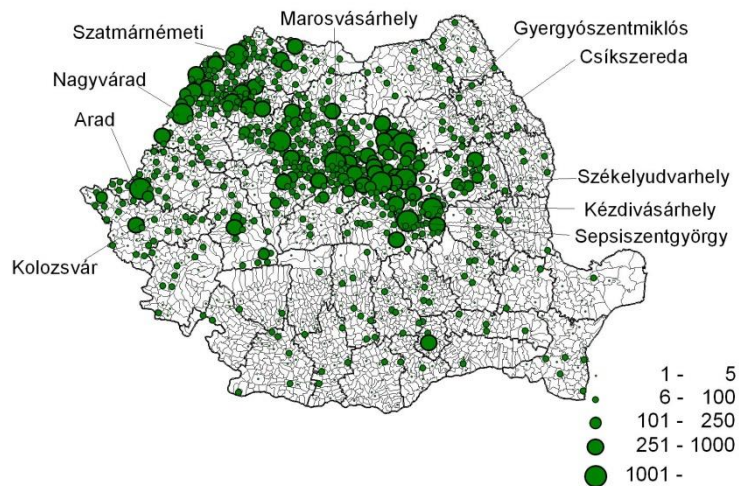 Marosvásárhely
Szatmárnémeti
Gyergyószentmiklós
Csíkszereda
Nagyvárad
Arad
Székelyudvarhely
Kézdivásárhely
Sepsiszentgyörgy
Kolozsvár
1 - 5
6 - 100
101 - 250
251 - 1000
1001 -